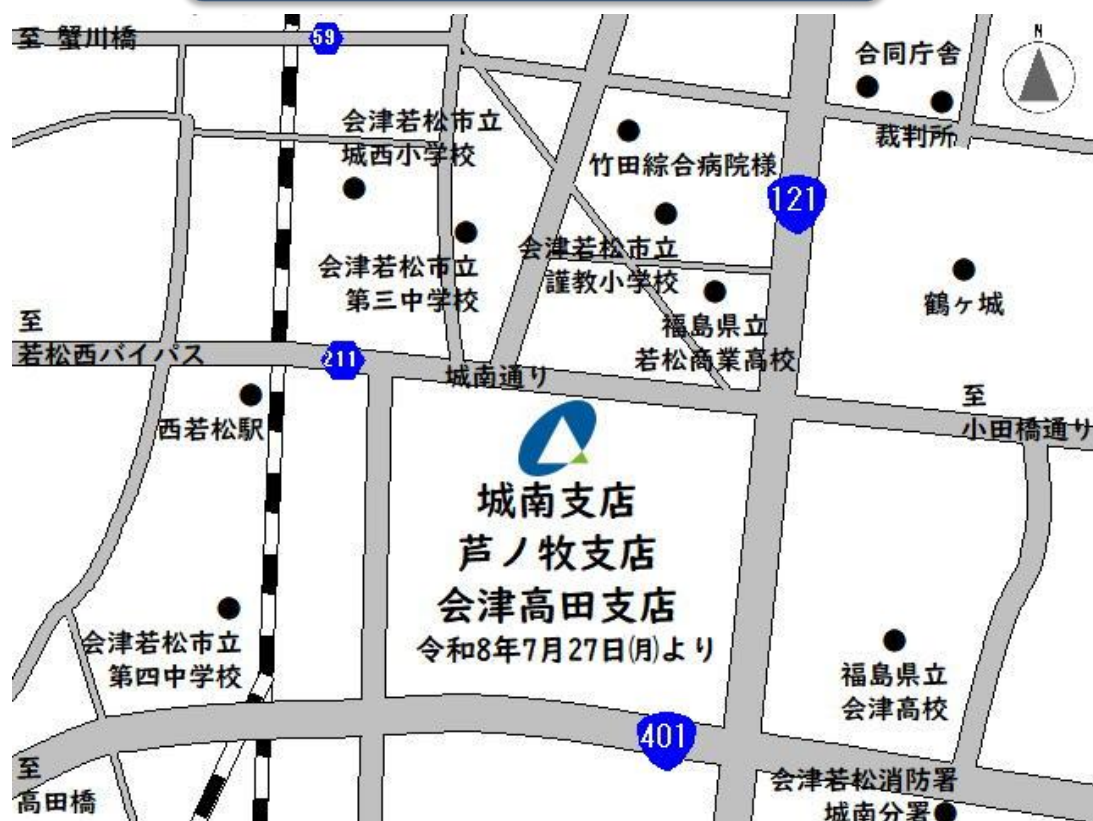 至 蟹川橋
59
N
合同庁舎
裁判所
会津若松市立
城西小学校
竹田綜合病院様
121
会津若松市立
第三中学校
会津若松市立
謹教小学校
鶴ヶ城
福島県立
若松商業高校
至
若松西バイパス
211
城南通り
至
小田橋通り
西若松駅
城南支店
芦ノ牧支店
会津高田支店
令和8年7月27日㈪より
会津若松市立
第四中学校
福島県立
会津高校
401
至
高田橋
会津若松消防署
城南分署